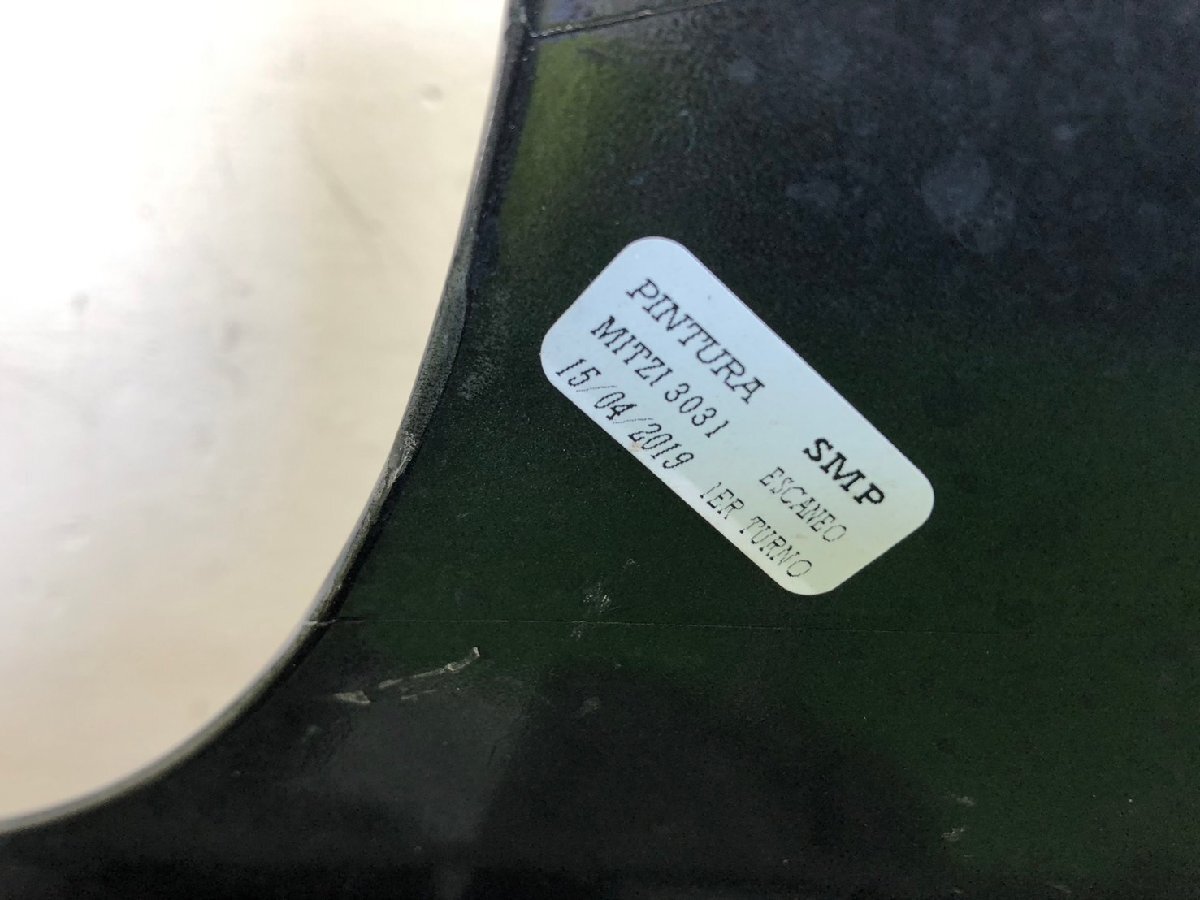 PINTURA SMP
MITZI 3031 ESCANEO
15/04/2019 1ER TURNO